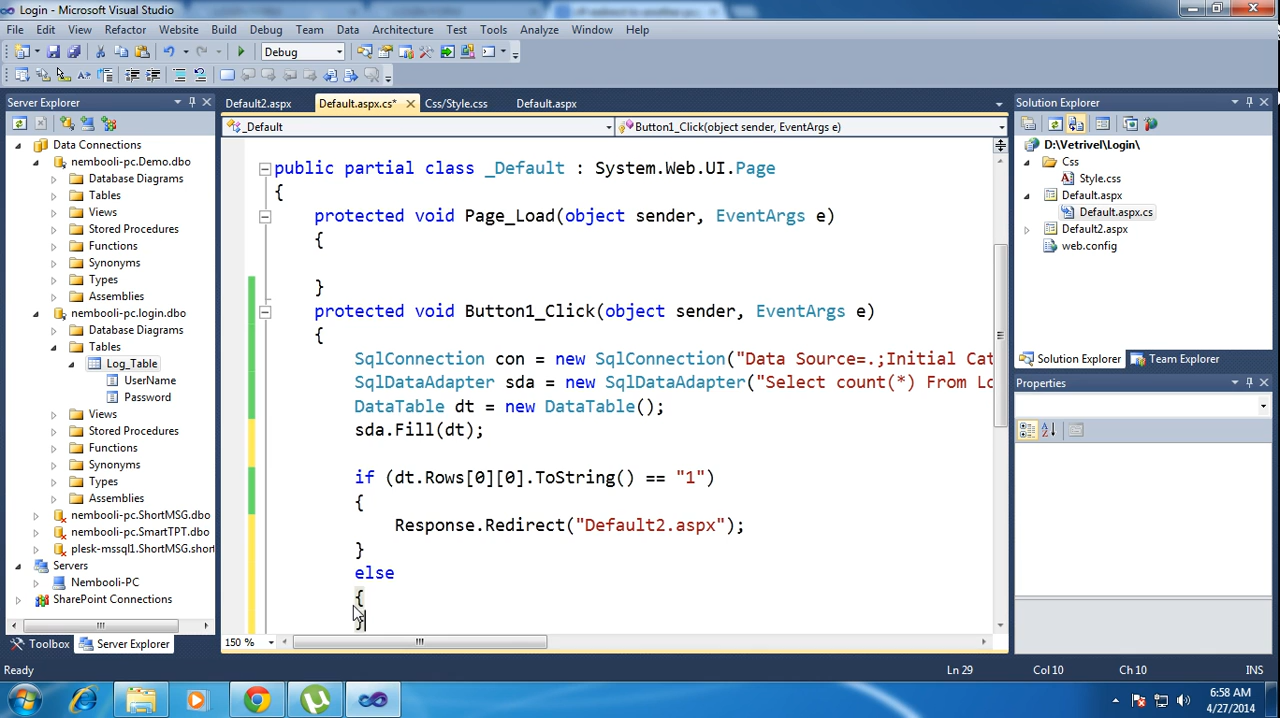 Login - Microsoft Visual Studio
File Edit View Refactor Website Build Debug Team Data Architecture Test Tools Analyze Window Help
Debug
Server Explorer
Data Connections
nembooli-pc.Demo.dbo
Database Diagrams
Tables
Views
Stored Procedures
Functions
Synonyms
Types
Assemblies
nembooli-pc.login.dbo
Database Diagrams
Tables
Log_Table
UserName
Password
Views
Stored Procedures
Functions
Synonyms
Types
Assemblies
nembooli-pc.ShortMSG.dbo
nembooli-pc.SmartTPT.dbo
plesk-mssql1.ShortMSG.short
Servers
Nembooli-PC
SharePoint Connections
Toolbox Server Explorer
Default2.aspx Default.aspx.cs* Css/Style.css Default.aspx
_Default Button1_Click(object sender, EventArgs e)
public partial class _Default : System.Web.UI.Page
{
protected void Page_Load(object sender, EventArgs e)
{
}
protected void Button1_Click(object sender, EventArgs e)
{
SqlConnection con = new SqlConnection("Data Source=.;Initial Cat
SqlDataAdapter sda = new SqlDataAdapter("Select count(*) From Lo
DataTable dt = new DataTable();
sda.Fill(dt);
if (dt.Rows[0][0].ToString() == "1")
{
Response.Redirect("Default2.aspx");
}
else
{
}
150 %
Solution Explorer
D:\Vetrivel\Login\
Css
Style.css
Default.aspx
Default.aspx.cs
Default2.aspx
web.config
Solution Explorer Team Explorer
Properties
Ready Ln 29 Col 10 Ch 10 INS
6:58 AM
4/27/2014